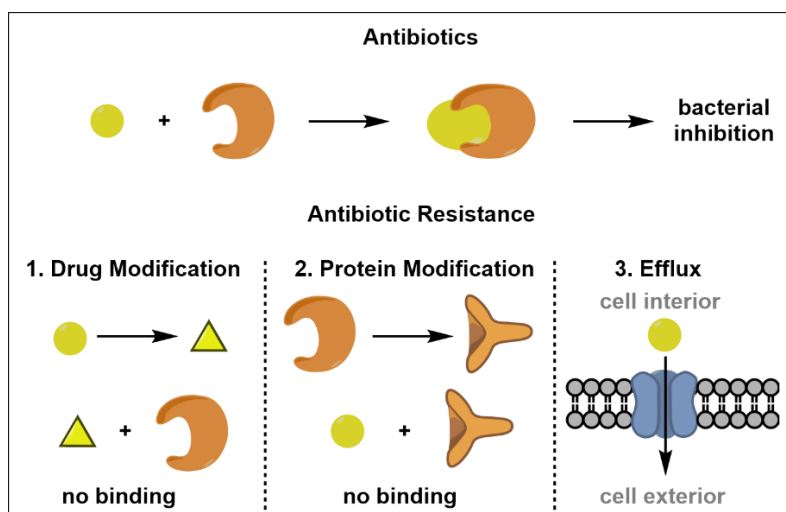 Antibiotics
+
bacterial
inhibition
Antibiotic Resistance
1. Drug Modification
2. Protein Modification
3. Efflux
cell interior
+
+
no binding
no binding
cell exterior